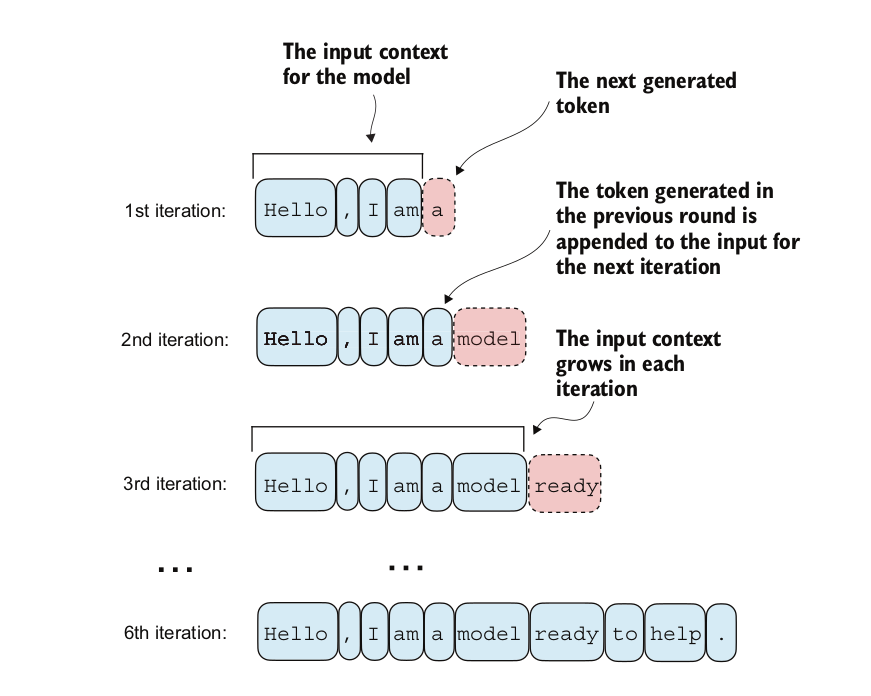 The input context
for the model
The next generated
token
1st iteration: Hello , I am a
The token generated in
the previous round is
appended to the input for
the next iteration
2nd iteration: Hello , I am a model
The input context
grows in each
iteration
3rd iteration: Hello , I am a model ready
... ...
6th iteration: Hello , I am a model ready to help .